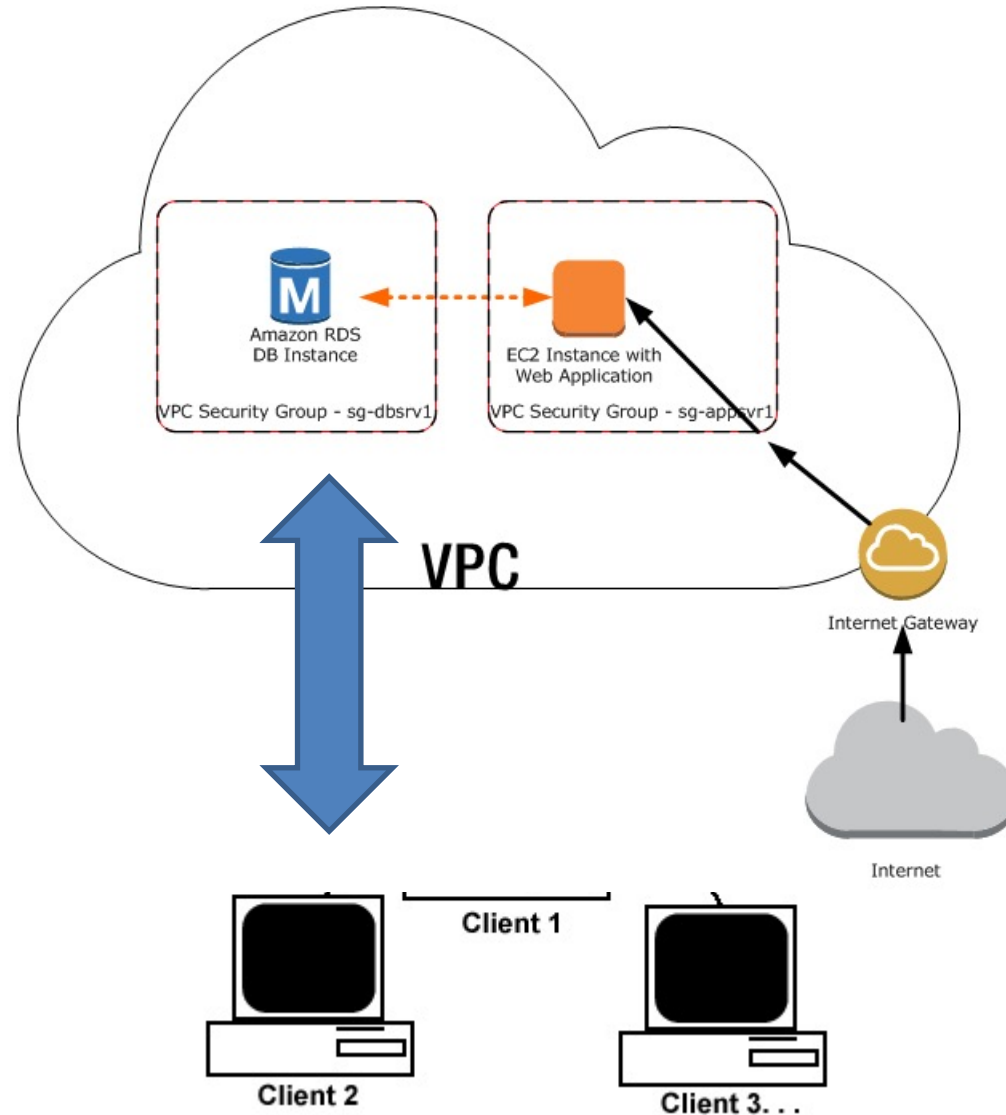 M
Amazon RDS
DB Instance
EC2 Instance with
Web Application
VPC Security Group - sg-dbsrv1
VPC Security Group - sg-appsvr1
VPC
Internet Gateway
Internet
Client 1
Client 2
Client 3. . .